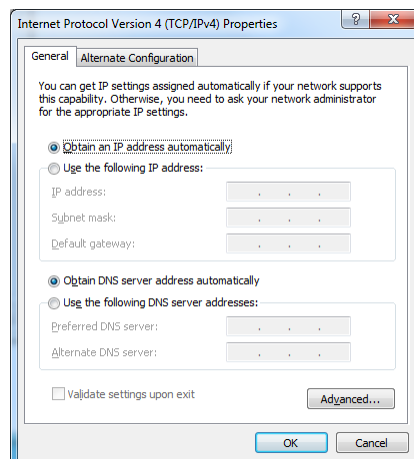 Internet Protocol Version 4 (TCP/IPv4) Properties
General
Alternate Configuration
You can get IP settings assigned automatically if your network supports
this capability. Otherwise, you need to ask your network administrator
for the appropriate IP settings.
Obtain an IP address automatically
Use the following IP address:
IP address:
Subnet mask:
Default gateway:
Obtain DNS server address automatically
Use the following DNS server addresses:
Preferred DNS server:
Alternate DNS server:
Validate settings upon exit
Advanced...
OK
Cancel